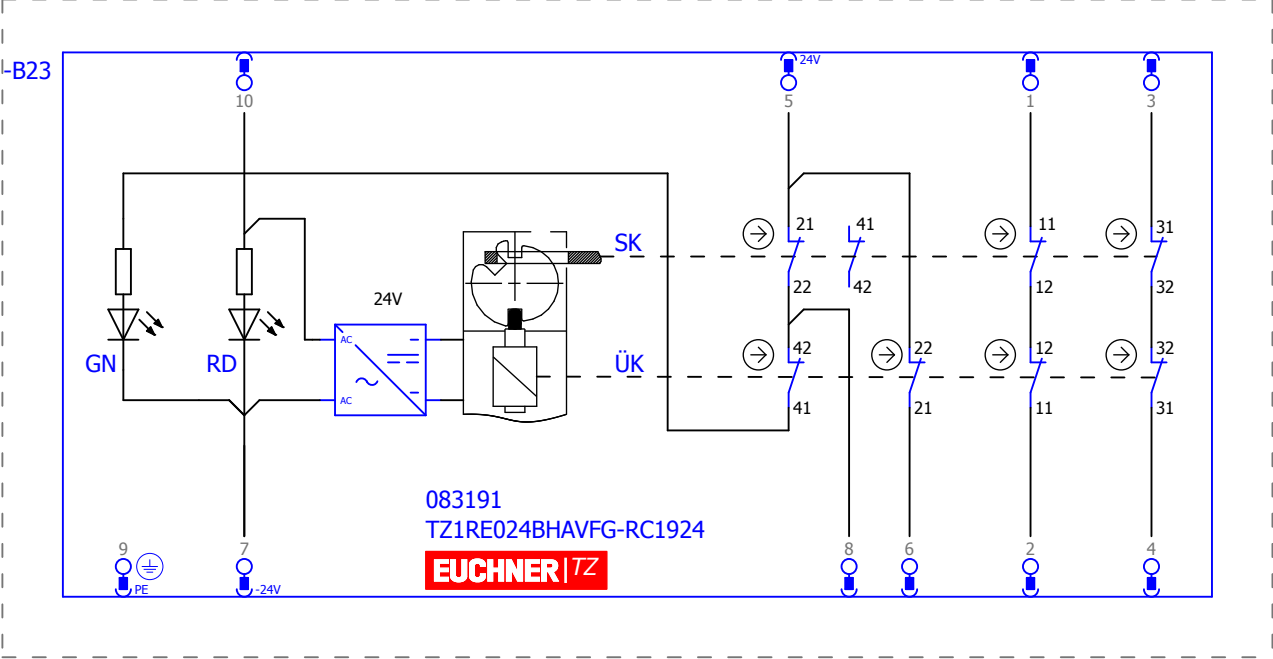 24V
-B23
10
5
1
3
21
41
11
31
SK
22
42
12
32
24V
AC
GN
RD
ÜK
42
22
12
32
AC
41
21
11
31
083191
TZ1RE024BHAVFG-RC1924
9
7
8
6
2
4
EUCHNER|TZ
PE
-24V